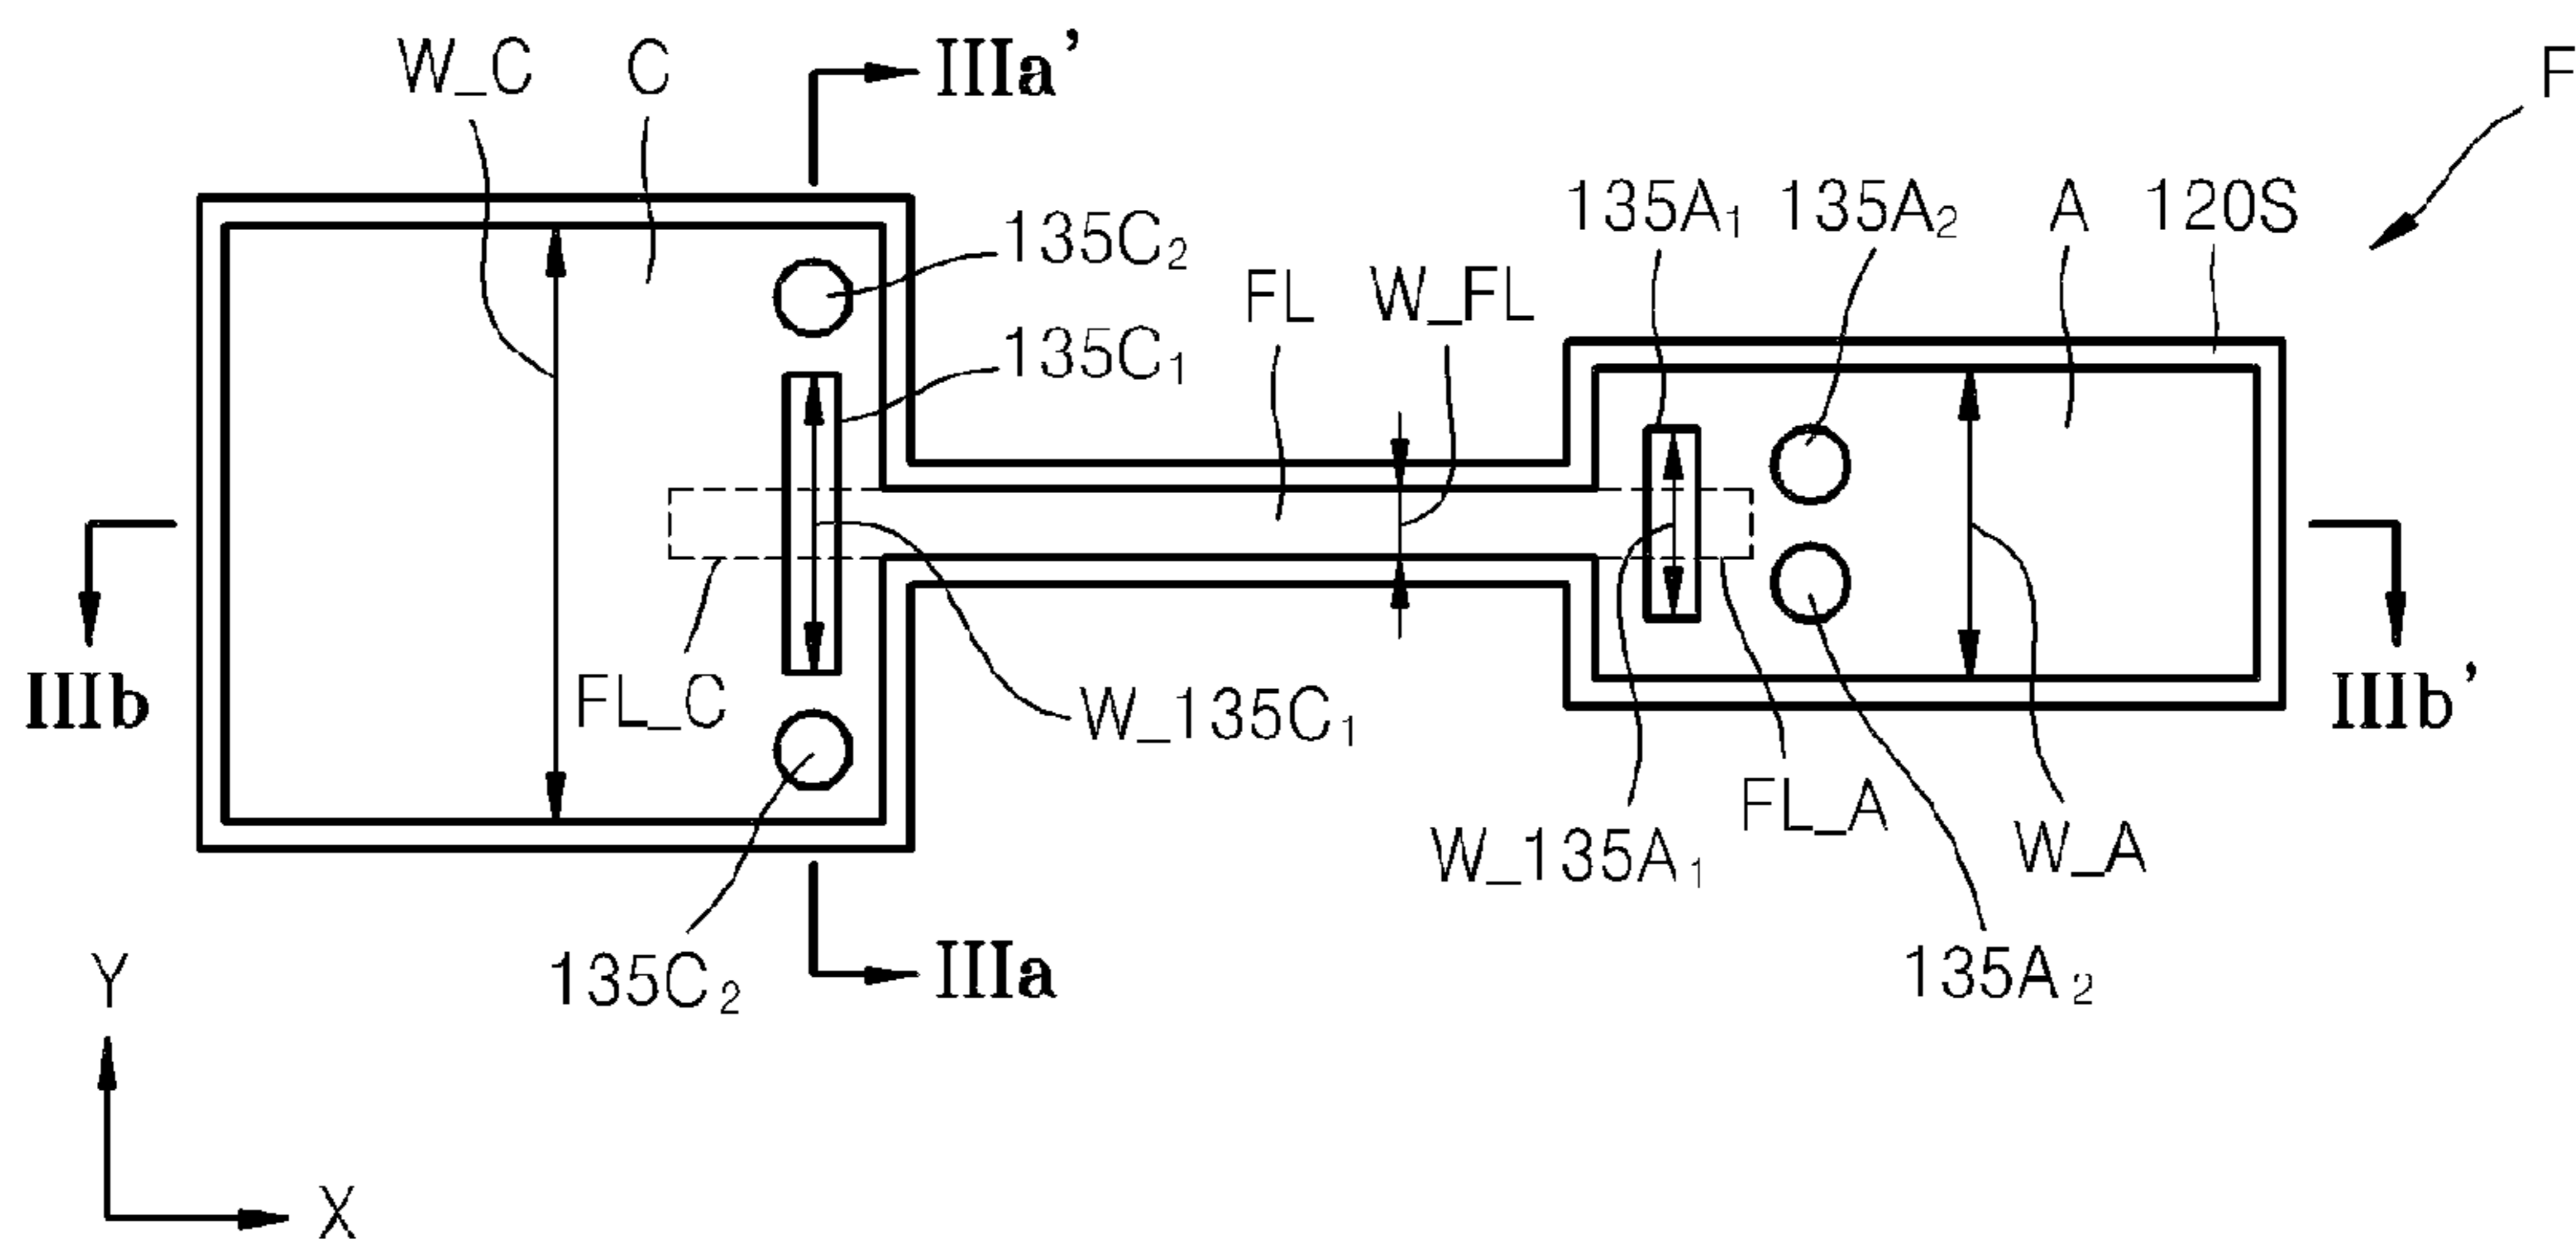 W_C C IIIa’ F
135C₂ 135A₁ 135A₂ A 120S
135C₁ FL W_FL
IIIb FL_C W_135C₁ IIIb’
W_135A₁ FL_A W_A
135C₂ IIIa 135A₂
Y
X